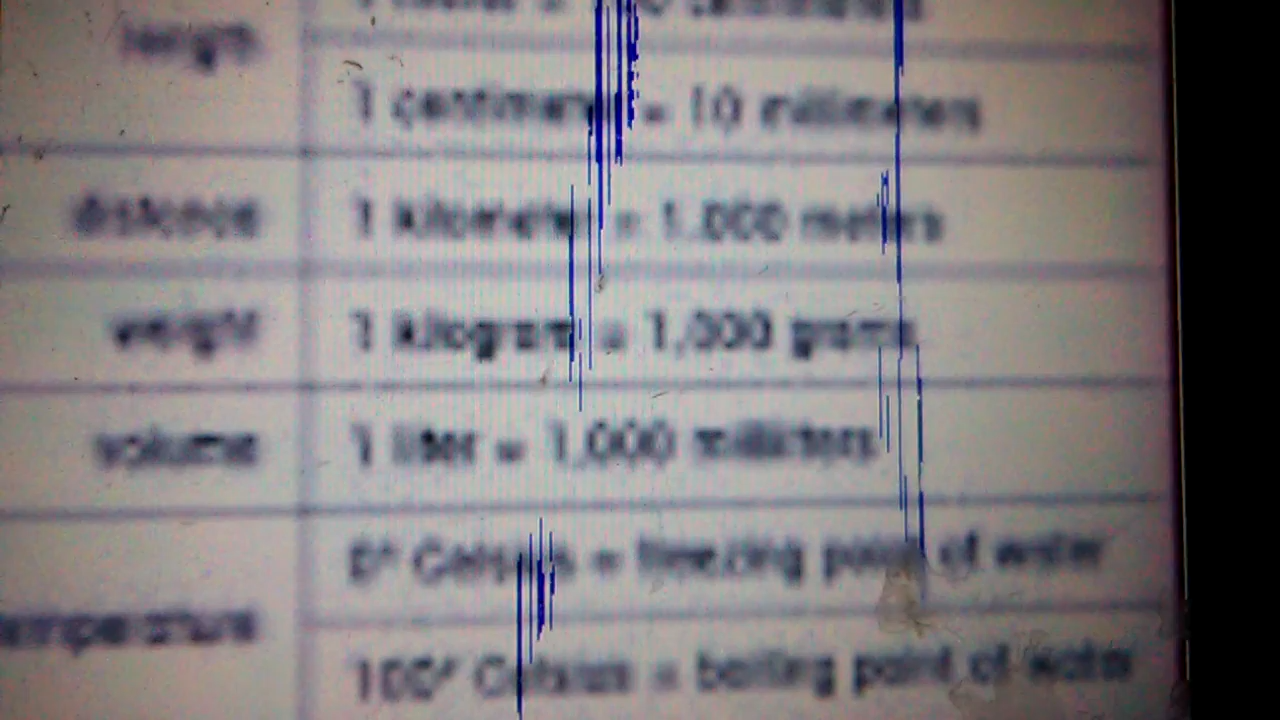 length
1 centimeter = 10 millimeters
distance 1 kilometer = 1,000 meters
weight 1 kilogram = 1,000 grams
volume 1 liter = 1,000 milliliters
0° Celsius = freezing point of water
temperature
100° Celsius = boiling point of water